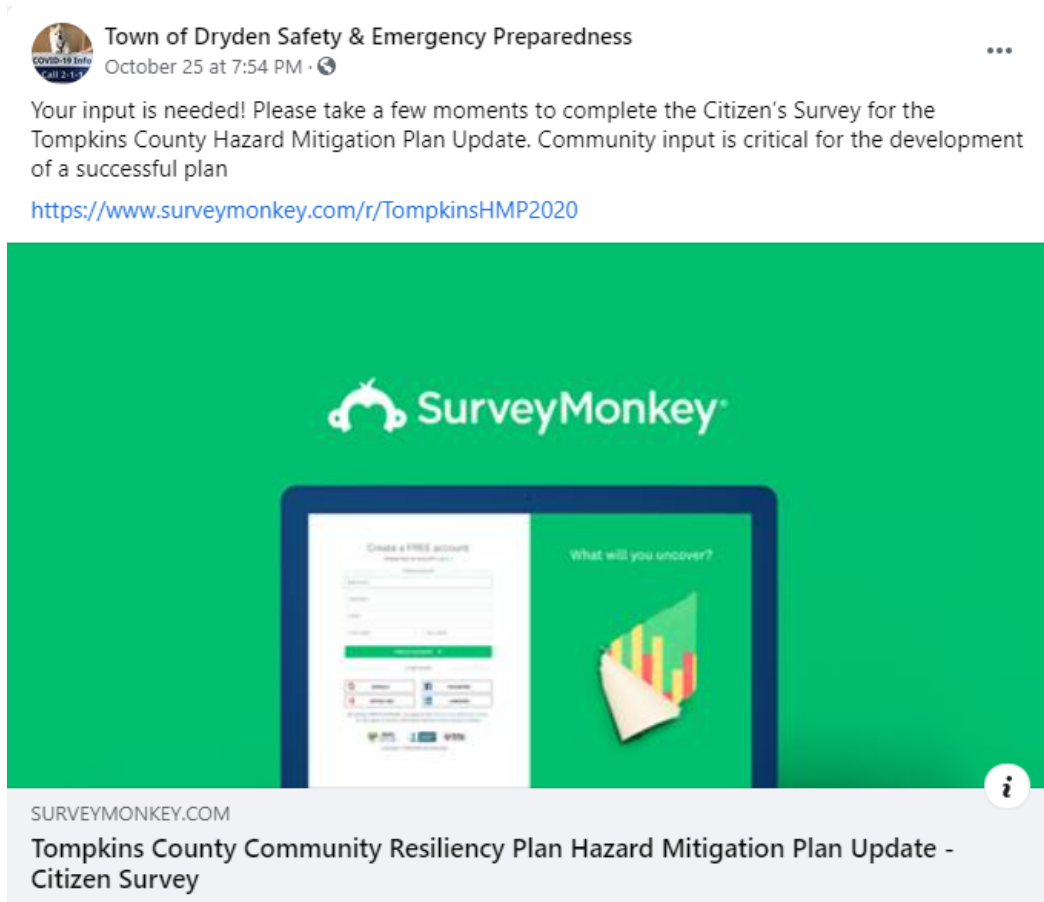 Town of Dryden Safety & Emergency Preparedness
COVID-19 Info
Call 2-1-1
October 25 at 7:54 PM ·
Your input is needed! Please take a few moments to complete the Citizen's Survey for the
Tompkins County Hazard Mitigation Plan Update. Community input is critical for the development
of a successful plan
https://www.surveymonkey.com/r/TompkinsHMP2020
SurveyMonkey
Create a FREE account
What will you uncover?
i
SURVEYMONKEY.COM
Tompkins County Community Resiliency Plan Hazard Mitigation Plan Update -
Citizen Survey